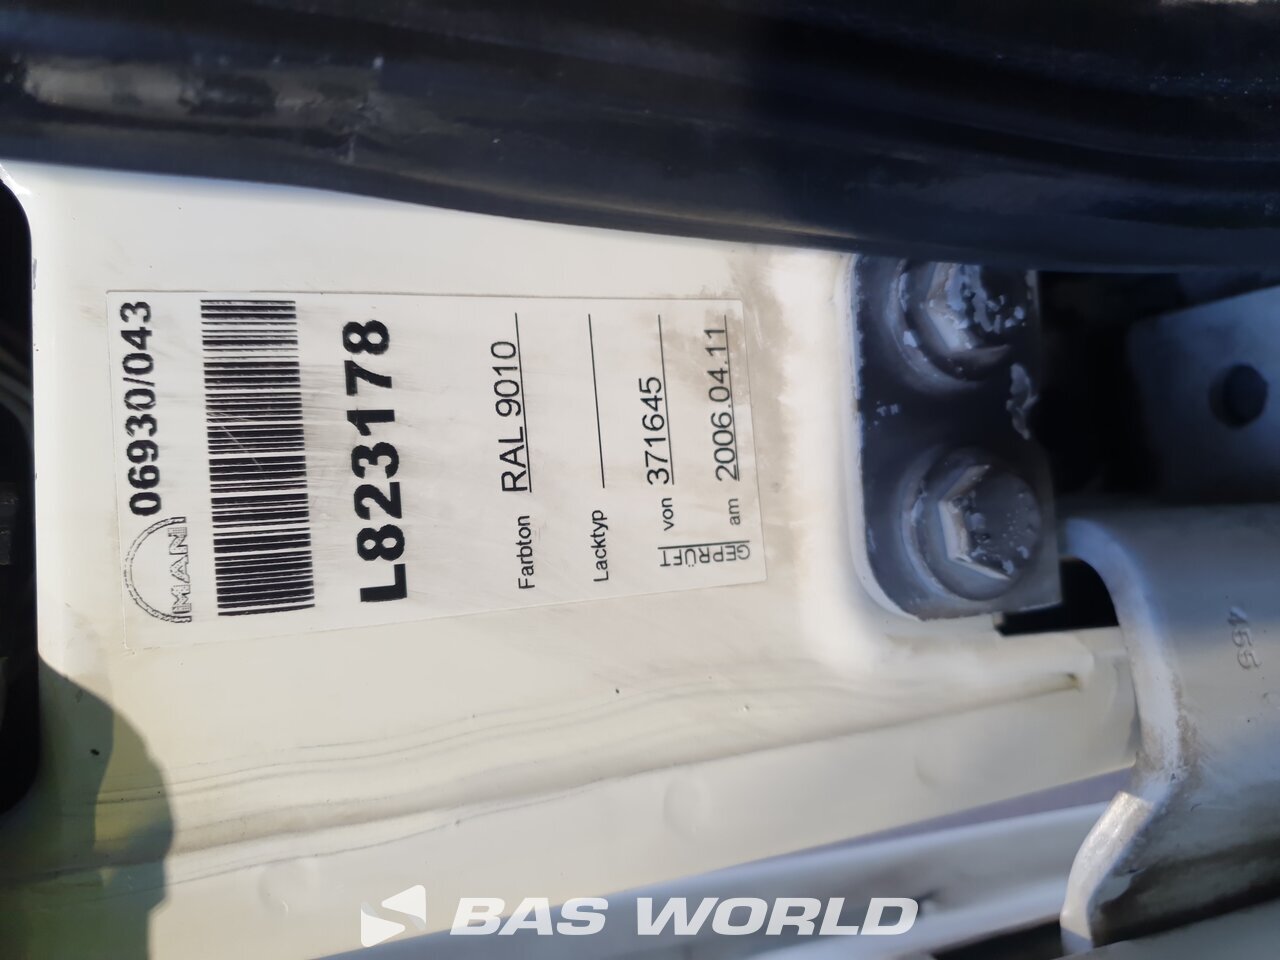 MAN 06930/043
L823178
Farbton RAL 9010
Lacktyp
GEPRÜFT von 371645
am 2006.04.11
BAS WORLD